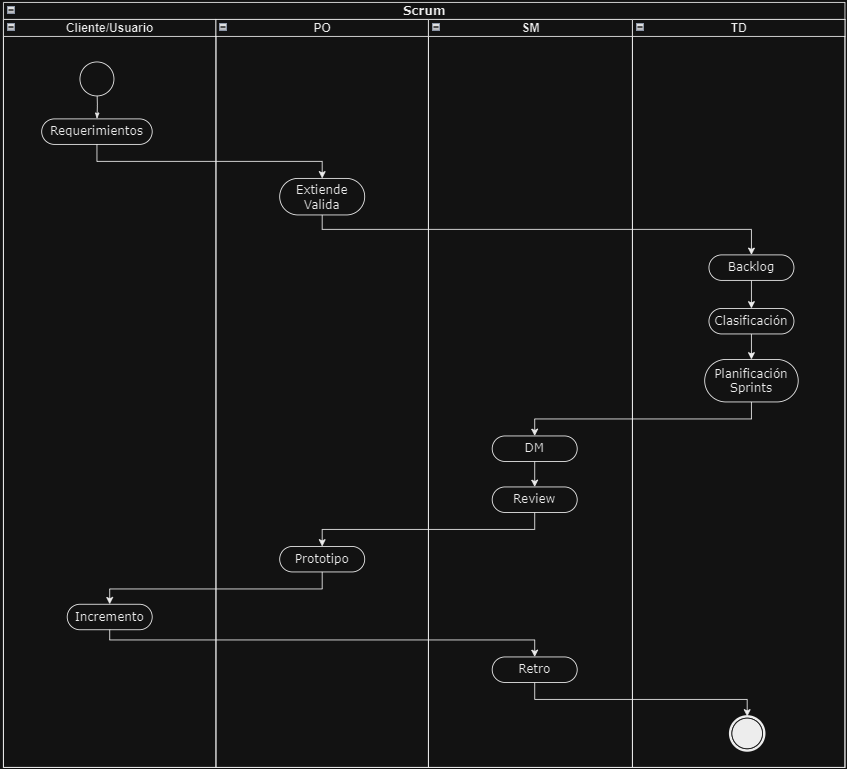 Scrum
Cliente/Usuario
PO
SM
TD
Requerimientos
Extiende
Valida
Backlog
Clasificación
Planificación
Sprints
DM
Review
Prototipo
Incremento
Retro